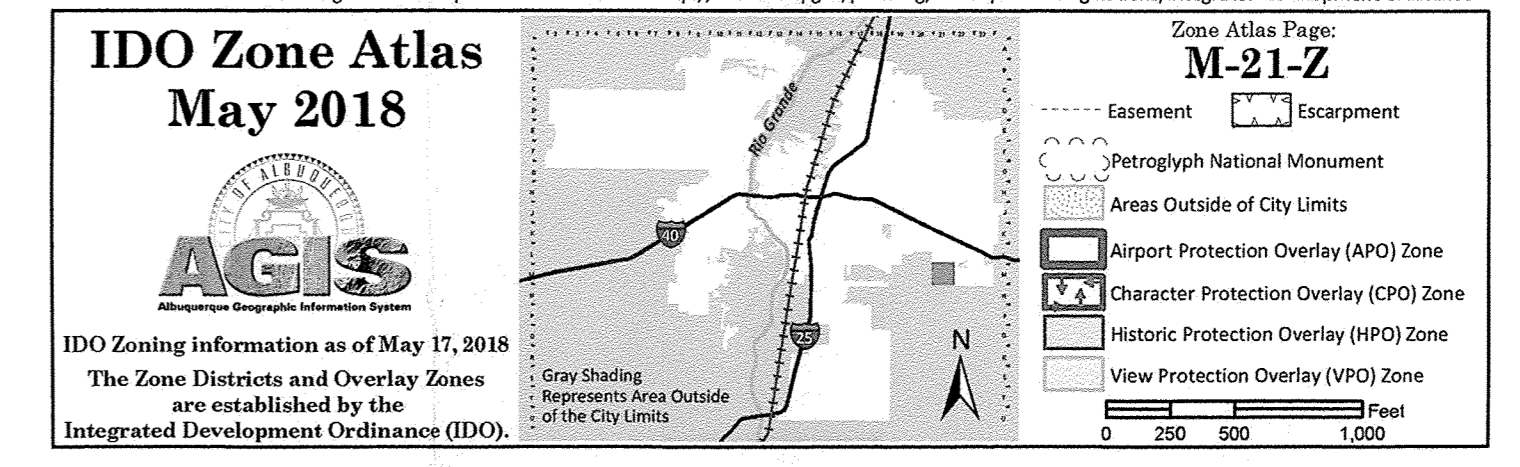 IDO Zone Atlas
May 2018
CITY OF ALBUQUERQUE
AGIS
Albuquerque Geographic Information System
IDO Zoning information as of May 17, 2018
The Zone Districts and Overlay Zones
are established by the
Integrated Development Ordinance (IDO).
Rio Grande
40
25
N
Gray Shading
Represents Area Outside
of the City Limits
Zone Atlas Page:
M-21-Z
Easement
Escarpment
Petroglyph National Monument
Areas Outside of City Limits
Airport Protection Overlay (APO) Zone
Character Protection Overlay (CPO) Zone
Historic Protection Overlay (HPO) Zone
View Protection Overlay (VPO) Zone
Feet
0 250 500 1,000